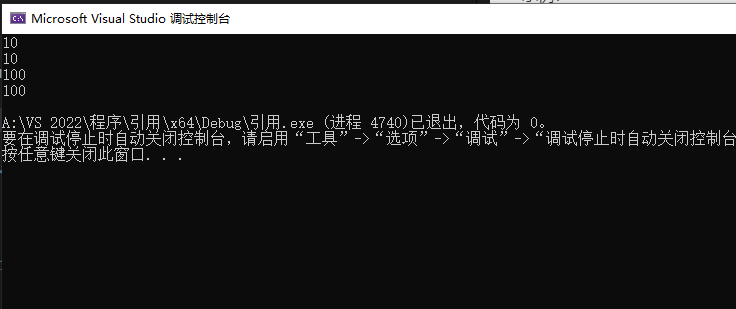 Microsoft Visual Studio 调试控制台
10
10
100
100
A:\VS 2022\程序\引用\x64\Debug\引用.exe (进程 4740)已退出，代码为 0。
要在调试停止时自动关闭控制台，请启用“工具”->“选项”->“调试”->“调试停止时自动关闭控制台
按任意键关闭此窗口. . .